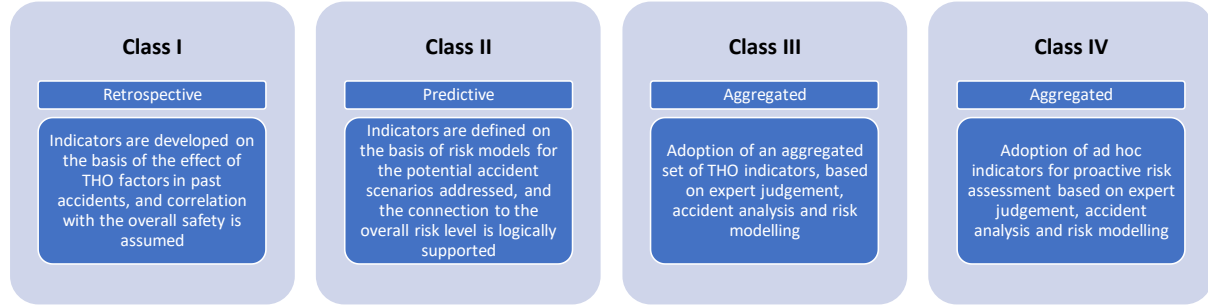 Class I
Retrospective
Indicators are developed on
the basis of the effect of
THO factors in past
accidents, and correlation
with the overall safety is
assumed
Class II
Predictive
Indicators are defined on
the basis of risk models for
the potential accident
scenarios addressed, and
the connection to the
overall risk level is logically
supported
Class III
Aggregated
Adoption of an aggregated
set of THO indicators, based
on expert judgement,
accident analysis and risk
modelling
Class IV
Aggregated
Adoption of ad hoc
indicators for proactive risk
assessment based on expert
judgement, accident
analysis and risk modelling